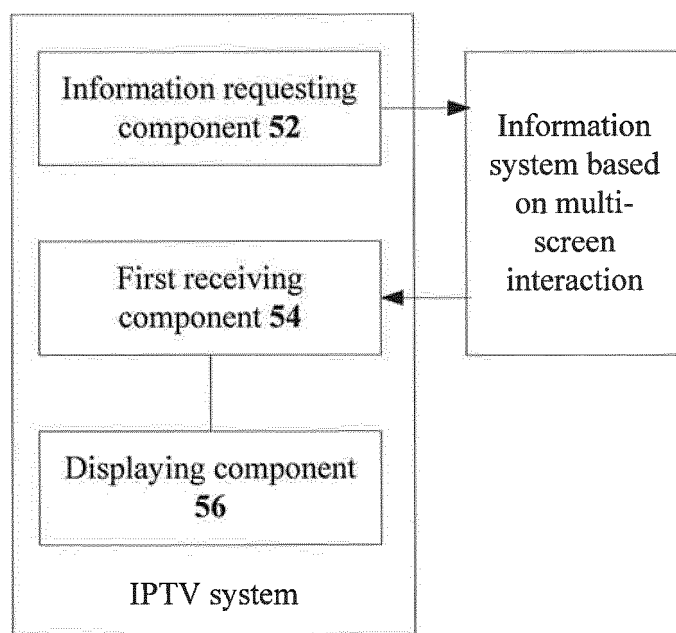 Information requesting
component 52
Information
system based
on multi-
screen
interaction
First receiving
component 54
Displaying component
56
IPTV system